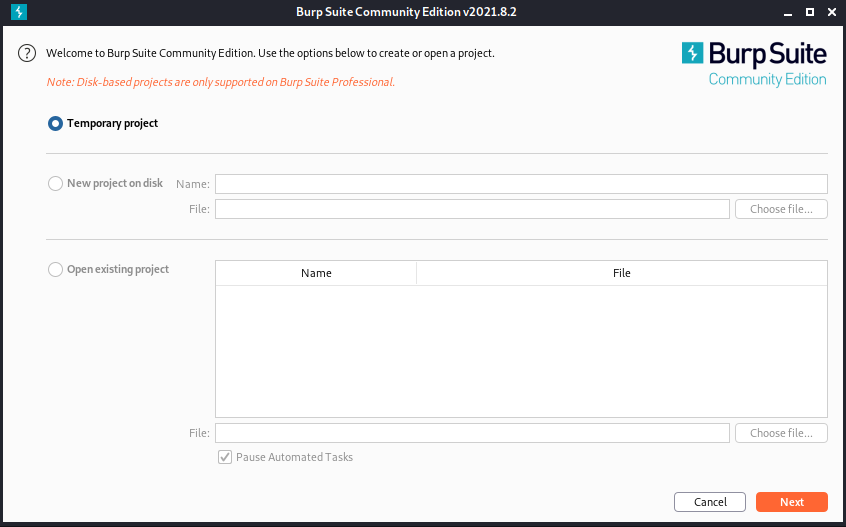 Burp Suite Community Edition v2021.8.2
? Welcome to Burp Suite Community Edition. Use the options below to create or open a project.
Burp Suite
Community Edition
Note: Disk-based projects are only supported on Burp Suite Professional.
Temporary project
New project on disk Name:
File: Choose file...
Open existing project Name File
File: Choose file...
Pause Automated Tasks
Cancel Next